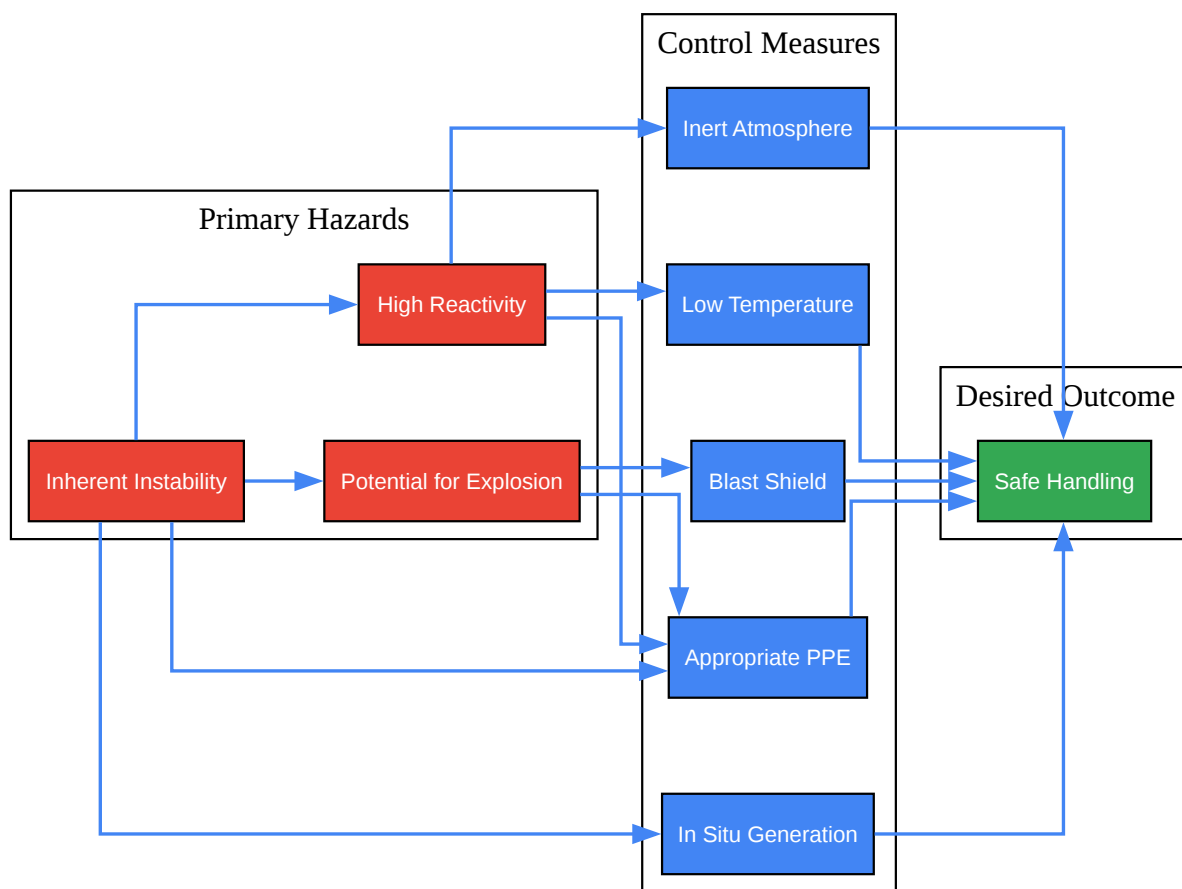 Control Measures
Inert Atmosphere
Primary Hazards
High Reactivity
Low Temperature
Desired Outcome
Inherent Instability
Potential for Explosion
Blast Shield
Safe Handling
Appropriate PPE
In Situ Generation